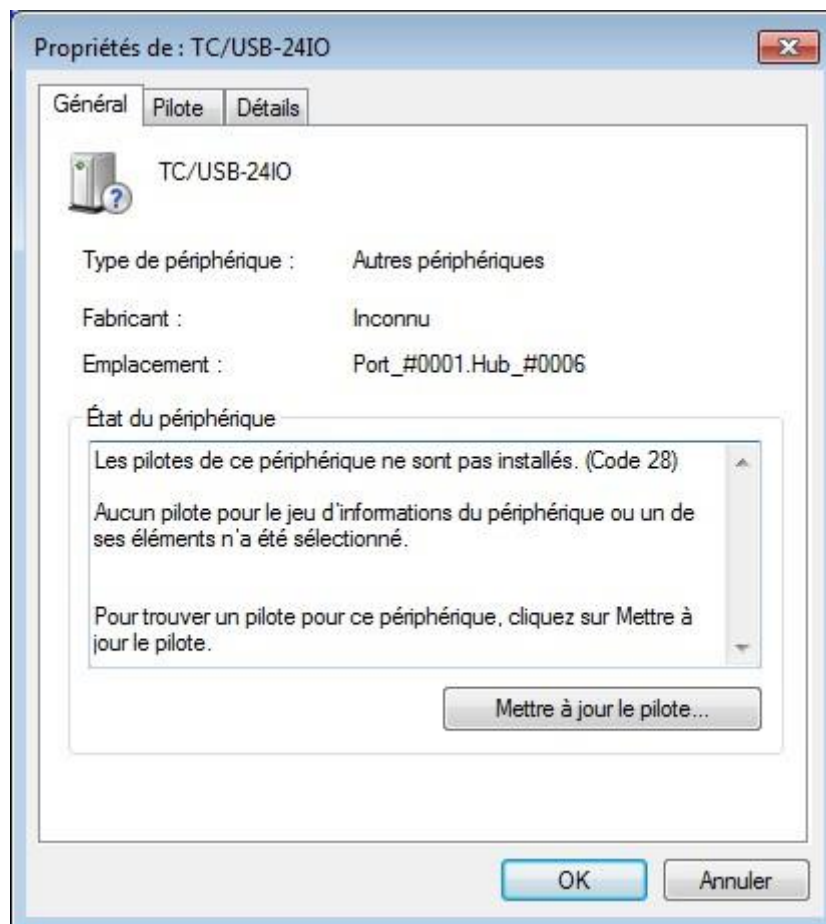 Propriétés de : TC/USB-24IO
Général Pilote Détails
TC/USB-24IO
Type de périphérique : Autres périphériques
Fabricant : Inconnu
Emplacement : Port_#0001.Hub_#0006
État du périphérique
Les pilotes de ce périphérique ne sont pas installés. (Code 28)
Aucun pilote pour le jeu d'informations du périphérique ou un de
ses éléments n'a été sélectionné.
Pour trouver un pilote pour ce périphérique, cliquez sur Mettre à
jour le pilote.
Mettre à jour le pilote...
OK Annuler